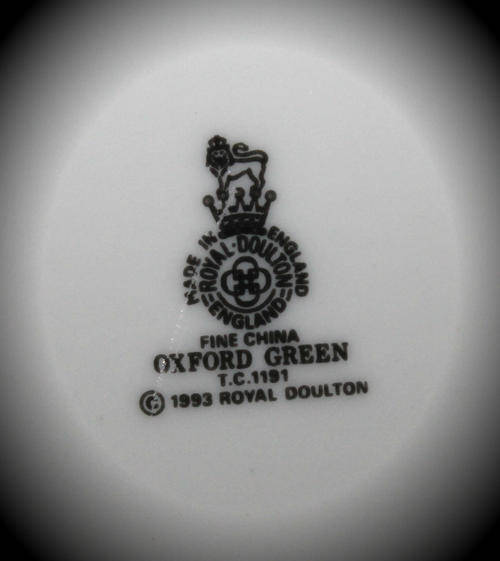 MADE IN ENGLAND
ROYAL·DOULTON
ENGLAND
FINE CHINA
OXFORD GREEN
T.C.1191
© 1993 ROYAL DOULTON